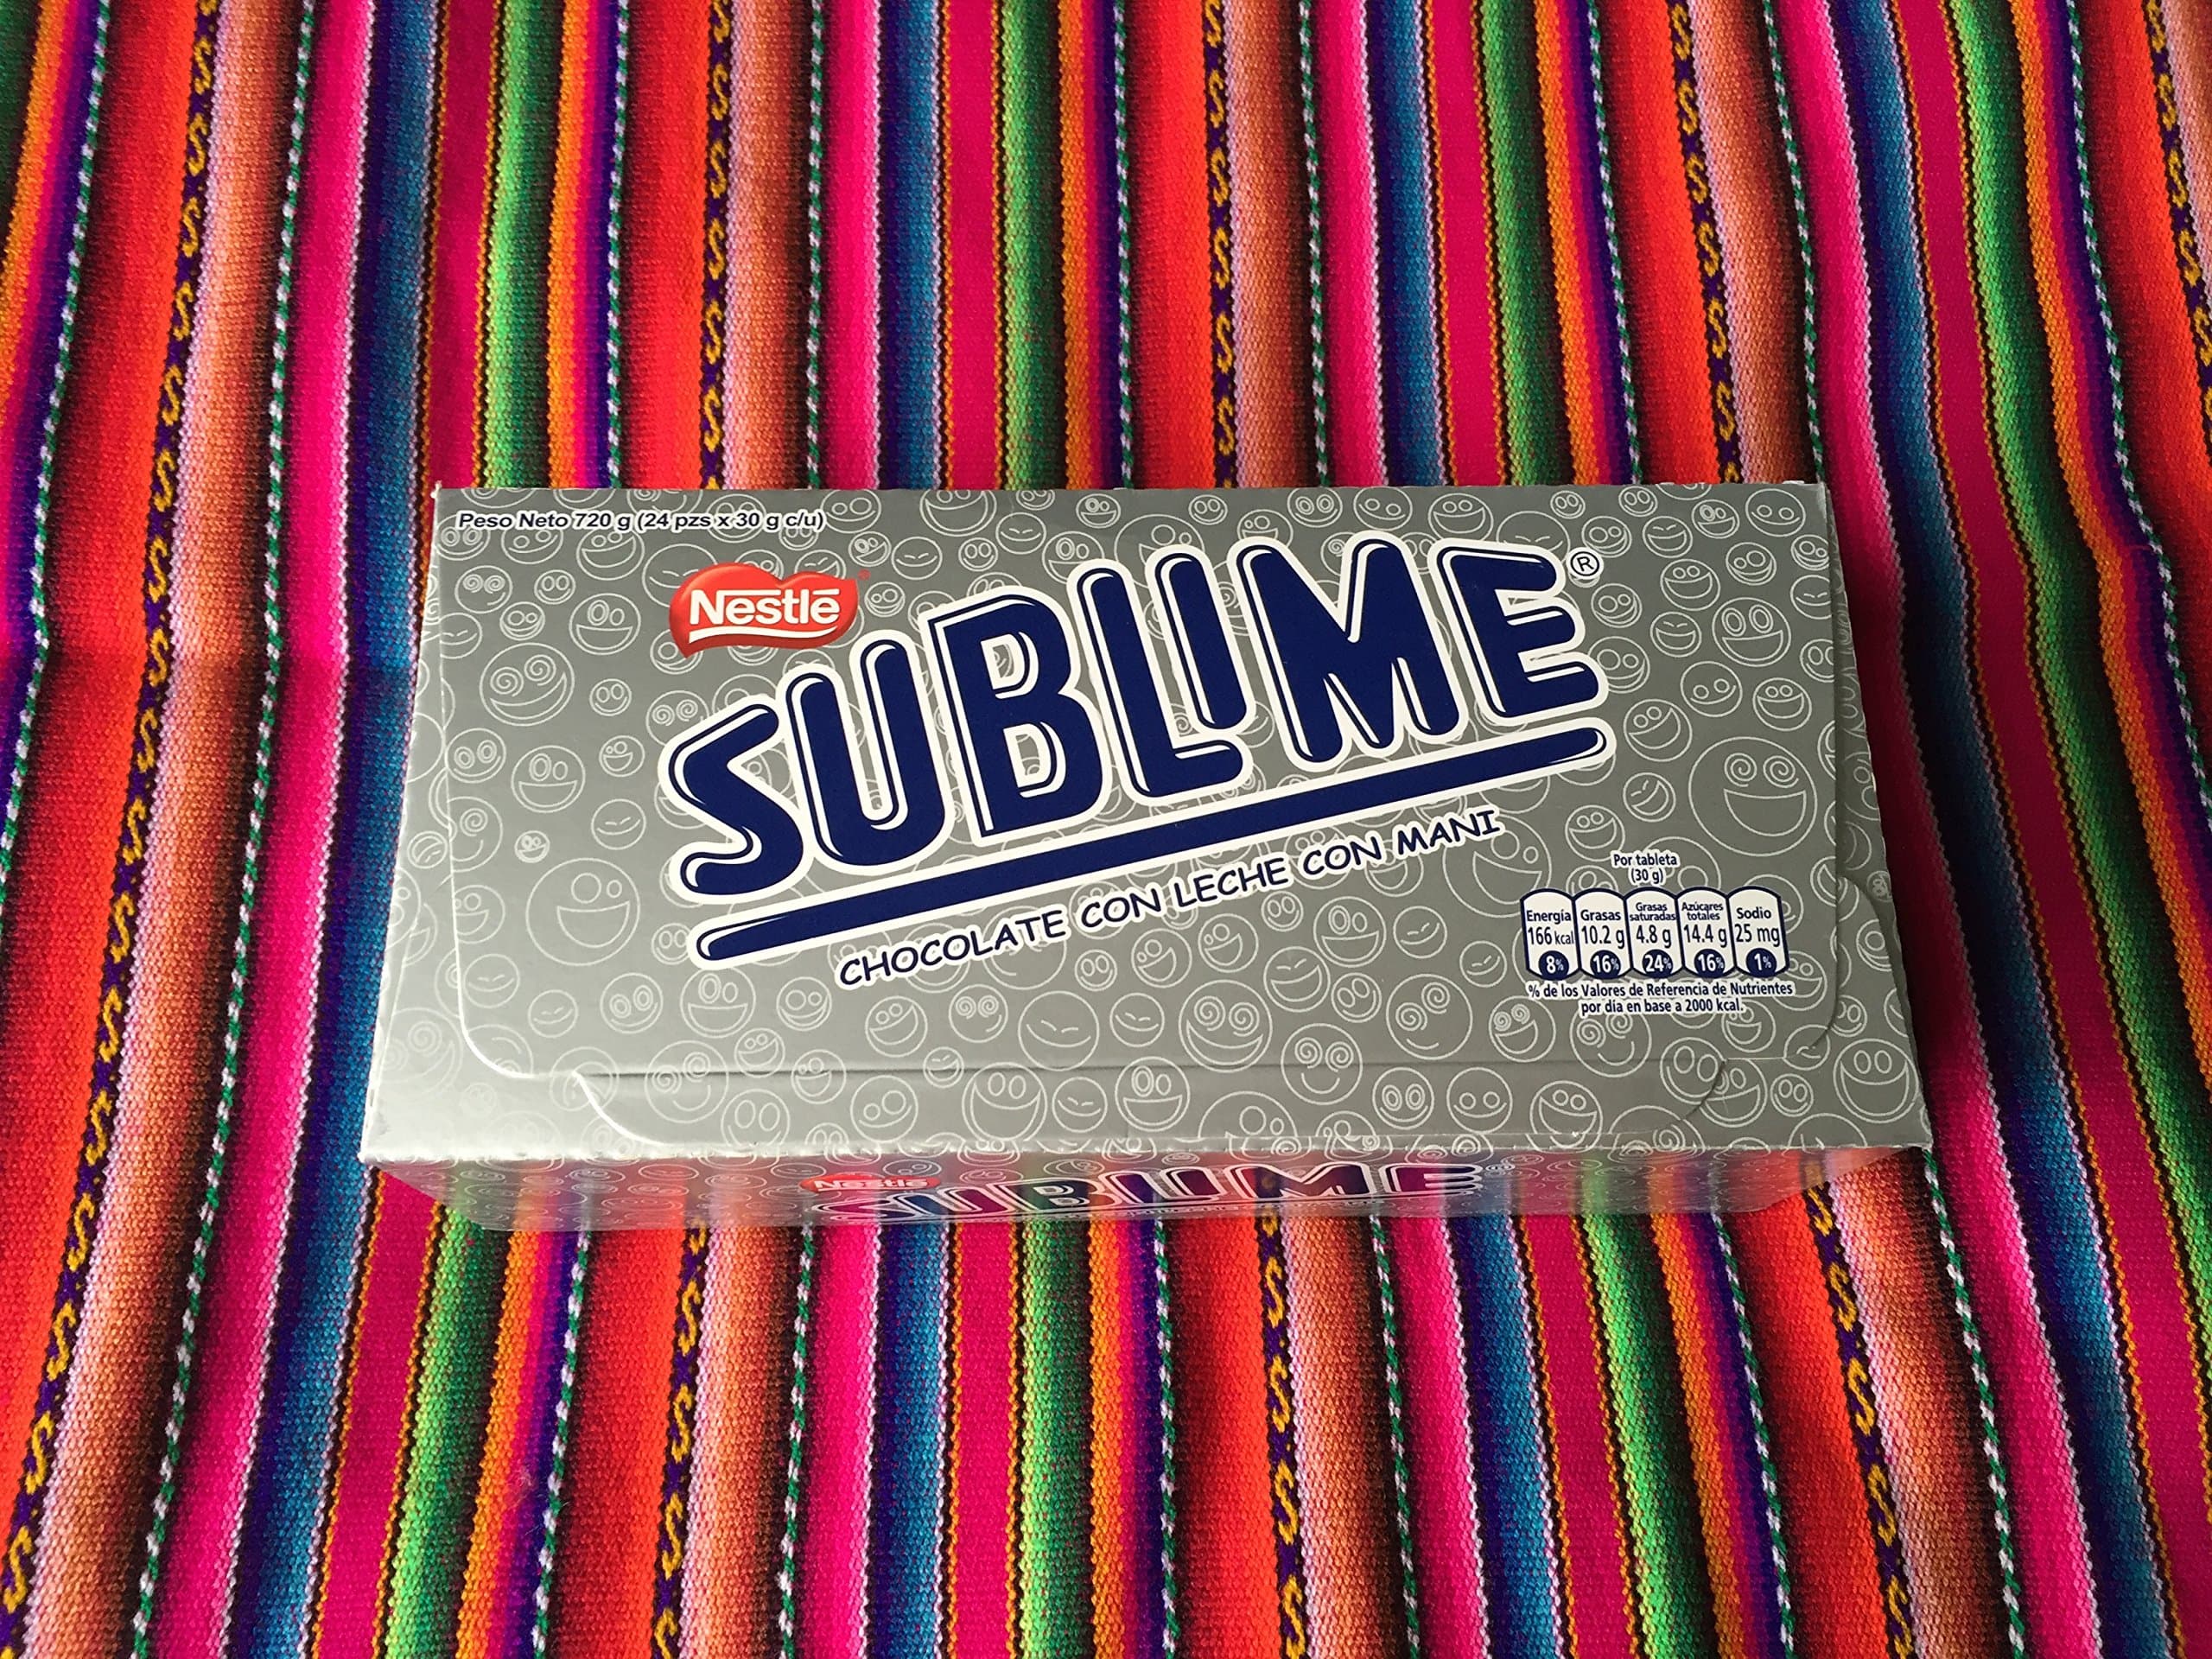 Peso Neto 720 g (24 pzs x 30 g c/u)
Nestlé
SUBLIME®
CHOCOLATE CON LECHE CON MANI
Por tableta
(30 g)
Energía Grasas Grasas saturadas Azúcares totales Sodio
166 kcal 10.2 g 4.8 g 14.4 g 25 mg
8% 16% 24% 16% 1%
% de los Valores de Referencia de Nutrientes
por día en base a 2000 kcal.
Nestlé
SUBLIME®